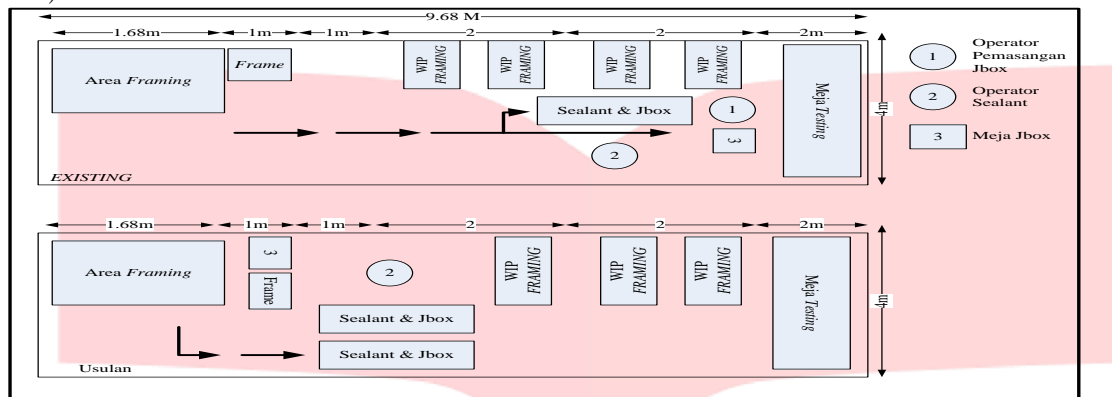 9.68 M
1.68m 1m 1m 2 2 2m
Area Framing
Frame
WIP FRAMING
WIP FRAMING
WIP FRAMING
WIP FRAMING
Sealant & Jbox
1
2
3
Meja Testing
4m
EXISTING
1
Operator
Pemasangan
Jbox
2
Operator
Sealant
3
Meja Jbox
1.68m 1m 1m 2 2 2m
Area Framing
3
Frame
2
WIP FRAMING
WIP FRAMING
WIP FRAMING
Sealant & Jbox
Sealant & Jbox
Meja Testing
4m
Usulan